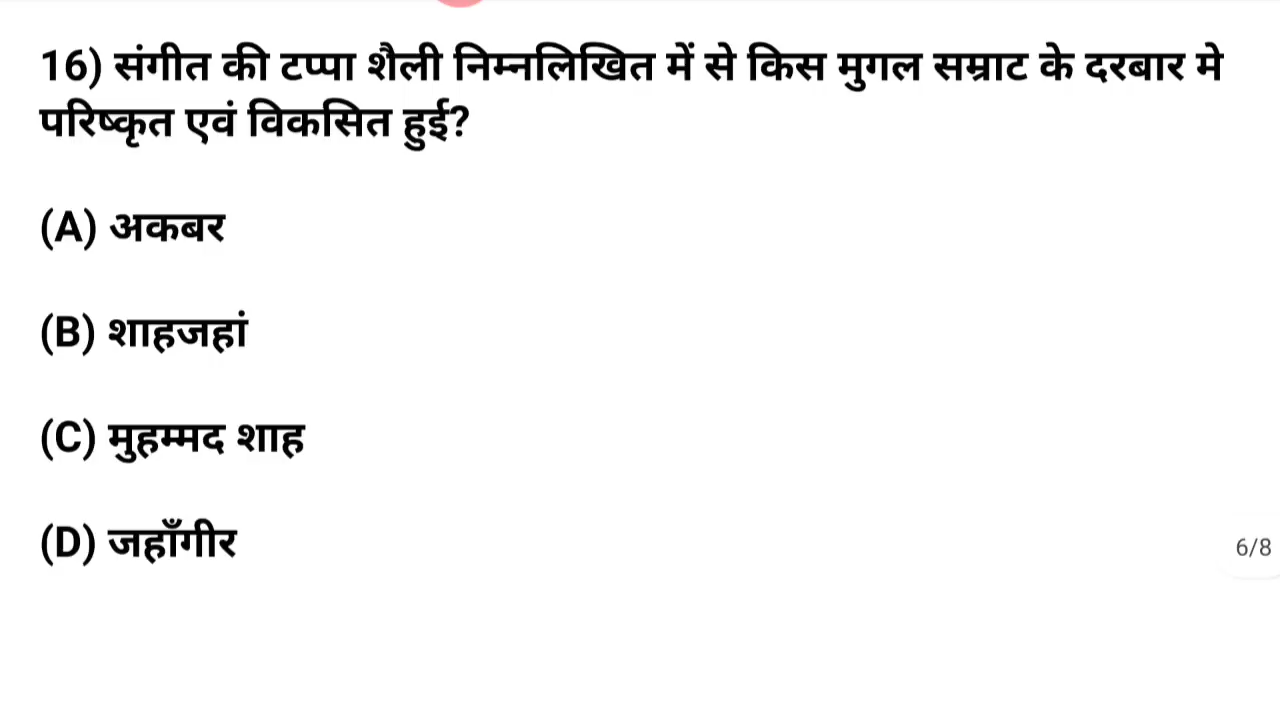 16) संगीत की टप्पा शैली निम्नलिखित में से किस मुगल सम्राट के दरबार मे
परिष्कृत एवं विकसित हुई?
(A) अकबर
(B) शाहजहां
(C) मुहम्मद शाह
(D) जहाँगीर
6/8